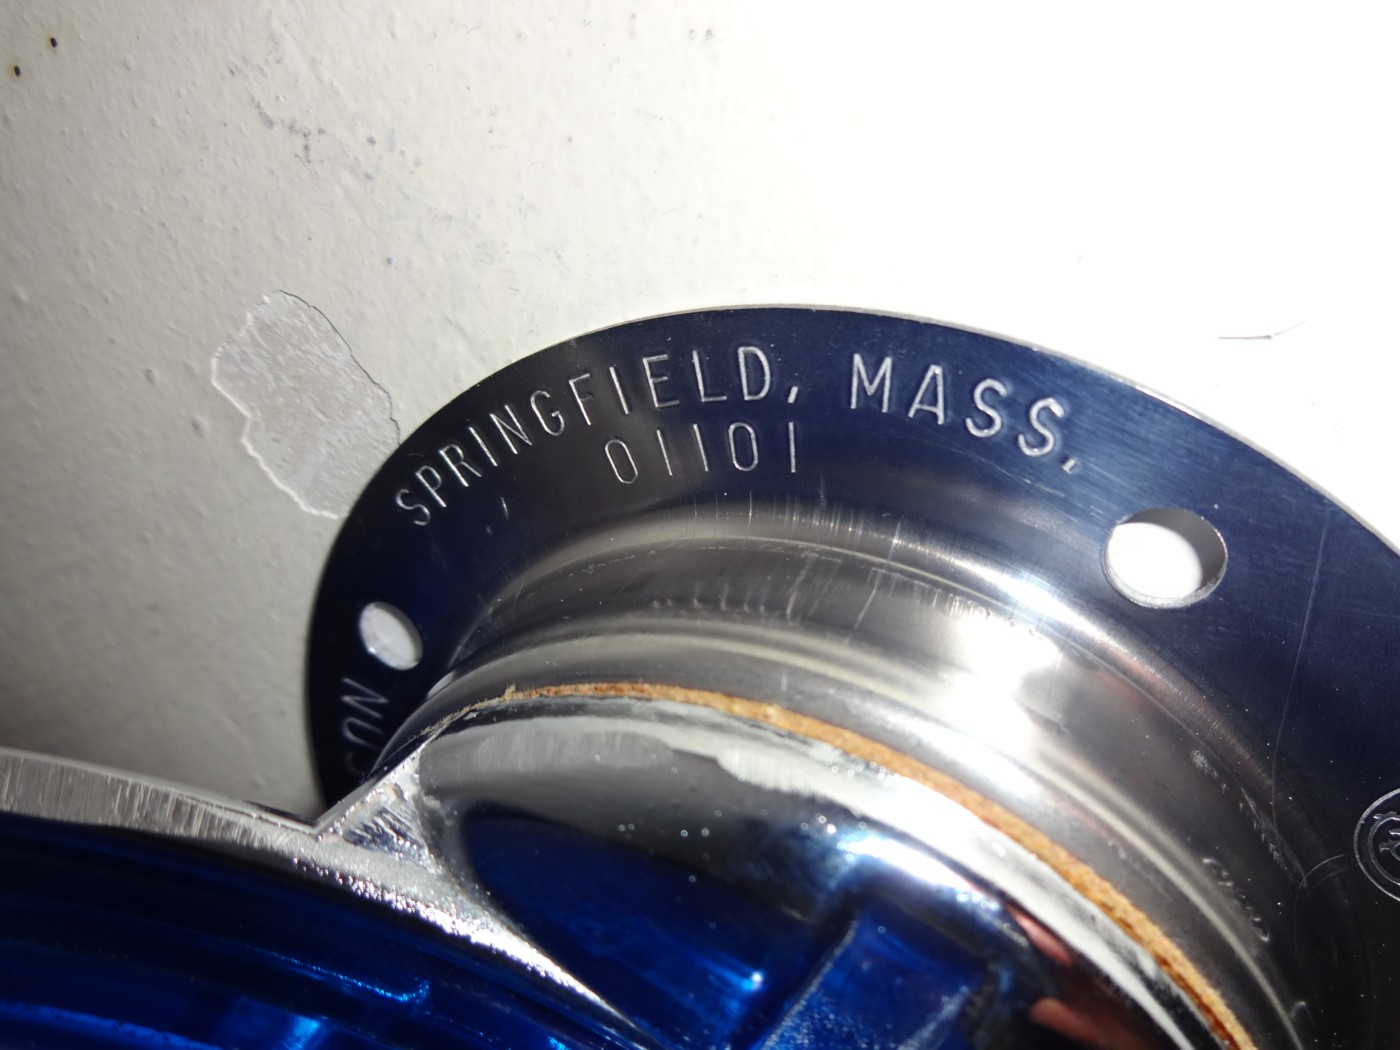 SPRINGFIELD, MASS.
01101